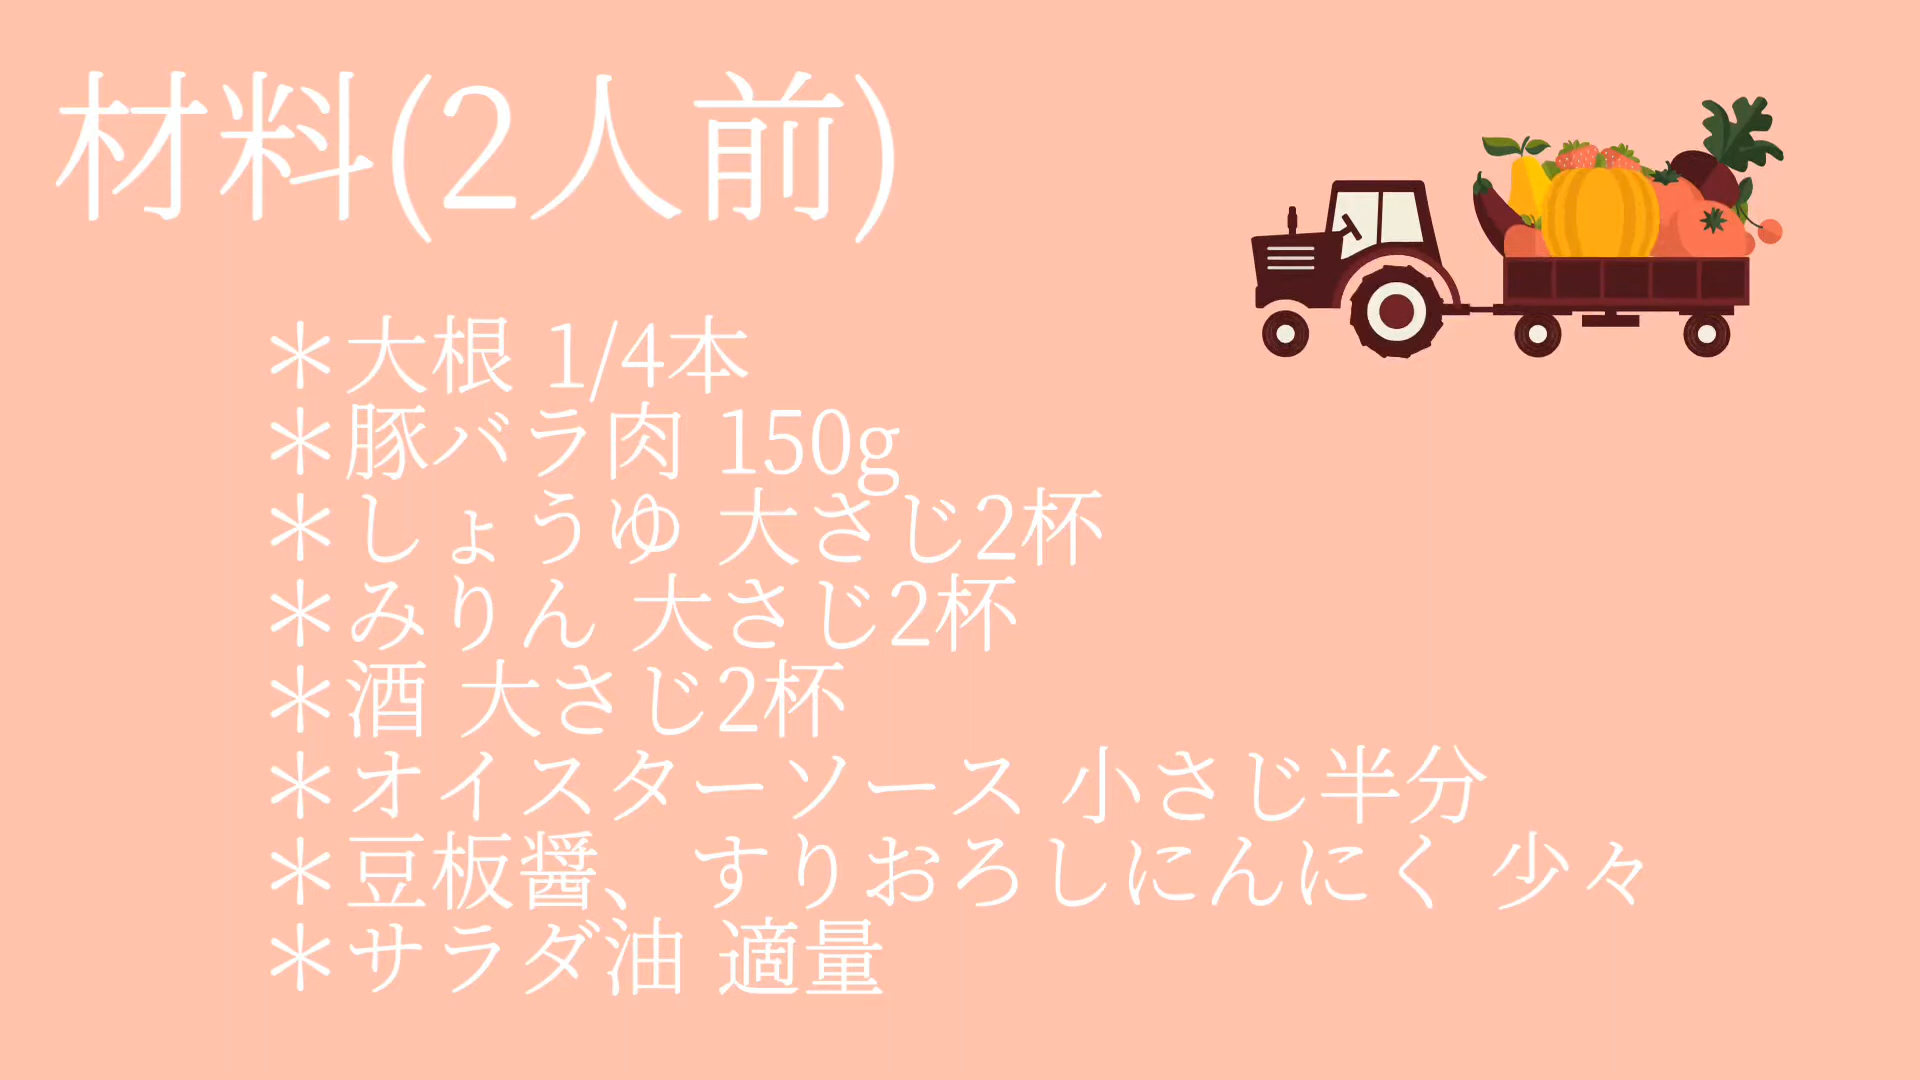 材料(2人前)
＊大根 1/4本
＊豚バラ肉 150g
＊しょうゆ 大さじ2杯
＊みりん 大さじ2杯
＊酒 大さじ2杯
＊オイスターソース 小さじ半分
＊豆板醤、すりおろしにんにく 少々
＊サラダ油 適量